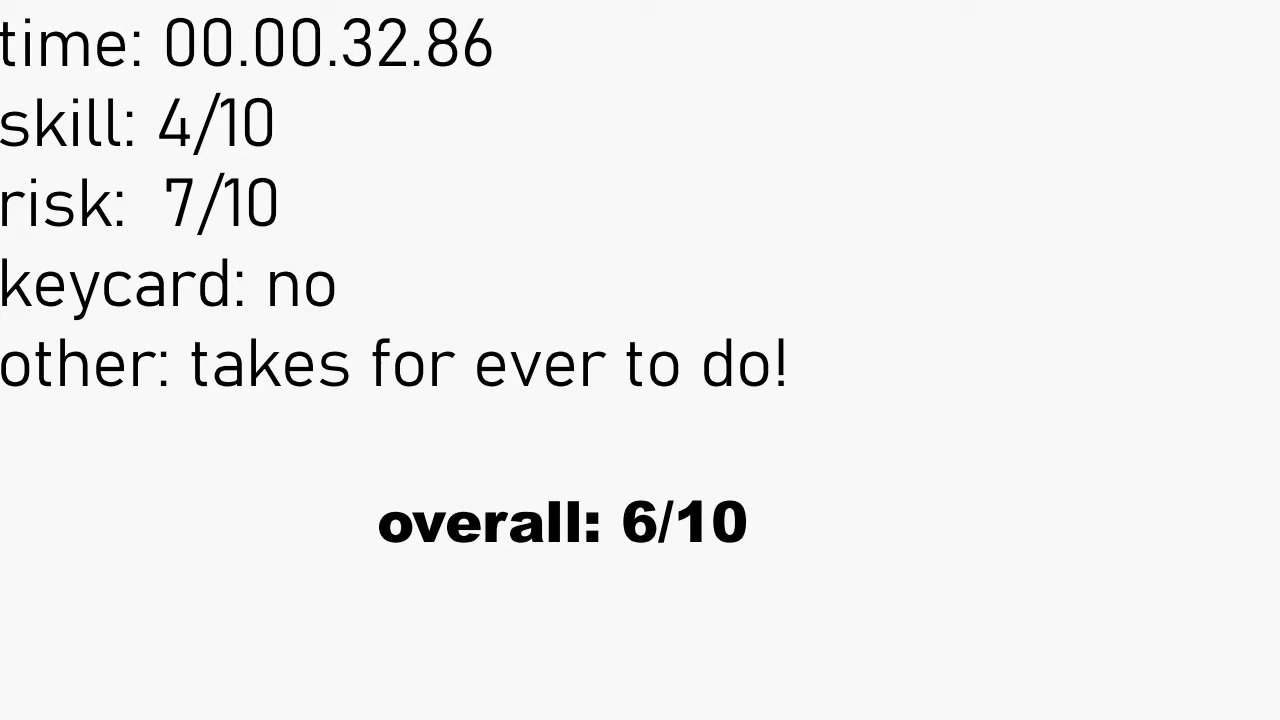 time: 00.00.32.86
skill: 4/10
risk: 7/10
keycard: no
other: takes for ever to do!
overall: 6/10